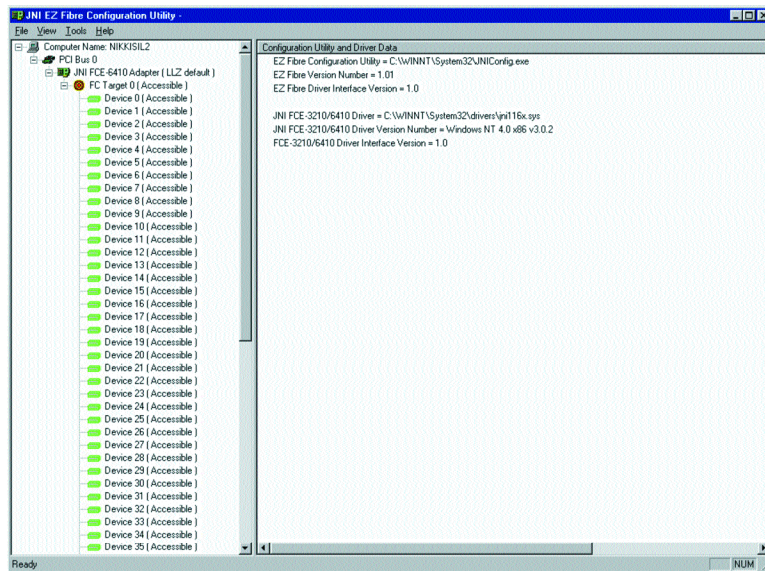 JNI EZ Fibre Configuration Utility -
File View Tools Help
Computer Name: NIKKISIL2
PCI Bus 0
JNI FCE-6410 Adapter ( LLZ default )
FC Target 0 ( Accessible )
Device 0 ( Accessible )
Device 1 ( Accessible )
Device 2 ( Accessible )
Device 3 ( Accessible )
Device 4 ( Accessible )
Device 5 ( Accessible )
Device 6 ( Accessible )
Device 7 ( Accessible )
Device 8 ( Accessible )
Device 9 ( Accessible )
Device 10 ( Accessible )
Device 11 ( Accessible )
Device 12 ( Accessible )
Device 13 ( Accessible )
Device 14 ( Accessible )
Device 15 ( Accessible )
Device 16 ( Accessible )
Device 17 ( Accessible )
Device 18 ( Accessible )
Device 19 ( Accessible )
Device 20 ( Accessible )
Device 21 ( Accessible )
Device 22 ( Accessible )
Device 23 ( Accessible )
Device 24 ( Accessible )
Device 25 ( Accessible )
Device 26 ( Accessible )
Device 27 ( Accessible )
Device 28 ( Accessible )
Device 29 ( Accessible )
Device 30 ( Accessible )
Device 31 ( Accessible )
Device 32 ( Accessible )
Device 33 ( Accessible )
Device 34 ( Accessible )
Device 35 ( Accessible )
Configuration Utility and Driver Data
EZ Fibre Configuration Utility = C:\WINNT\System32\JNIConfig.exe
EZ Fibre Version Number = 1.01
EZ Fibre Driver Interface Version = 1.0
JNI FCE-3210/6410 Driver = C:\WINNT\System32\drivers\jni116x.sys
JNI FCE-3210/6410 Driver Version Number = Windows NT 4.0 x86 v3.0.2
FCE-3210/6410 Driver Interface Version = 1.0
Ready
NUM